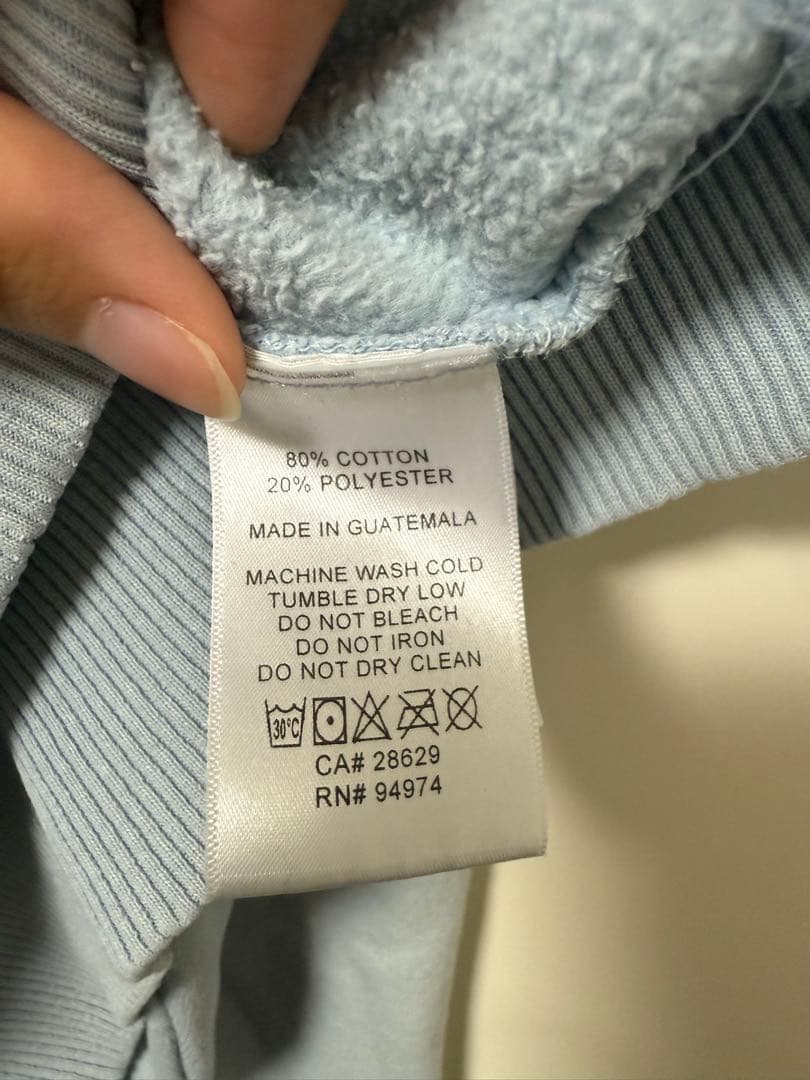 80% COTTON
20% POLYESTER
MADE IN GUATEMALA
MACHINE WASH COLD
TUMBLE DRY LOW
DO NOT BLEACH
DO NOT IRON
DO NOT DRY CLEAN
30°C
CA# 28629
RN# 94974